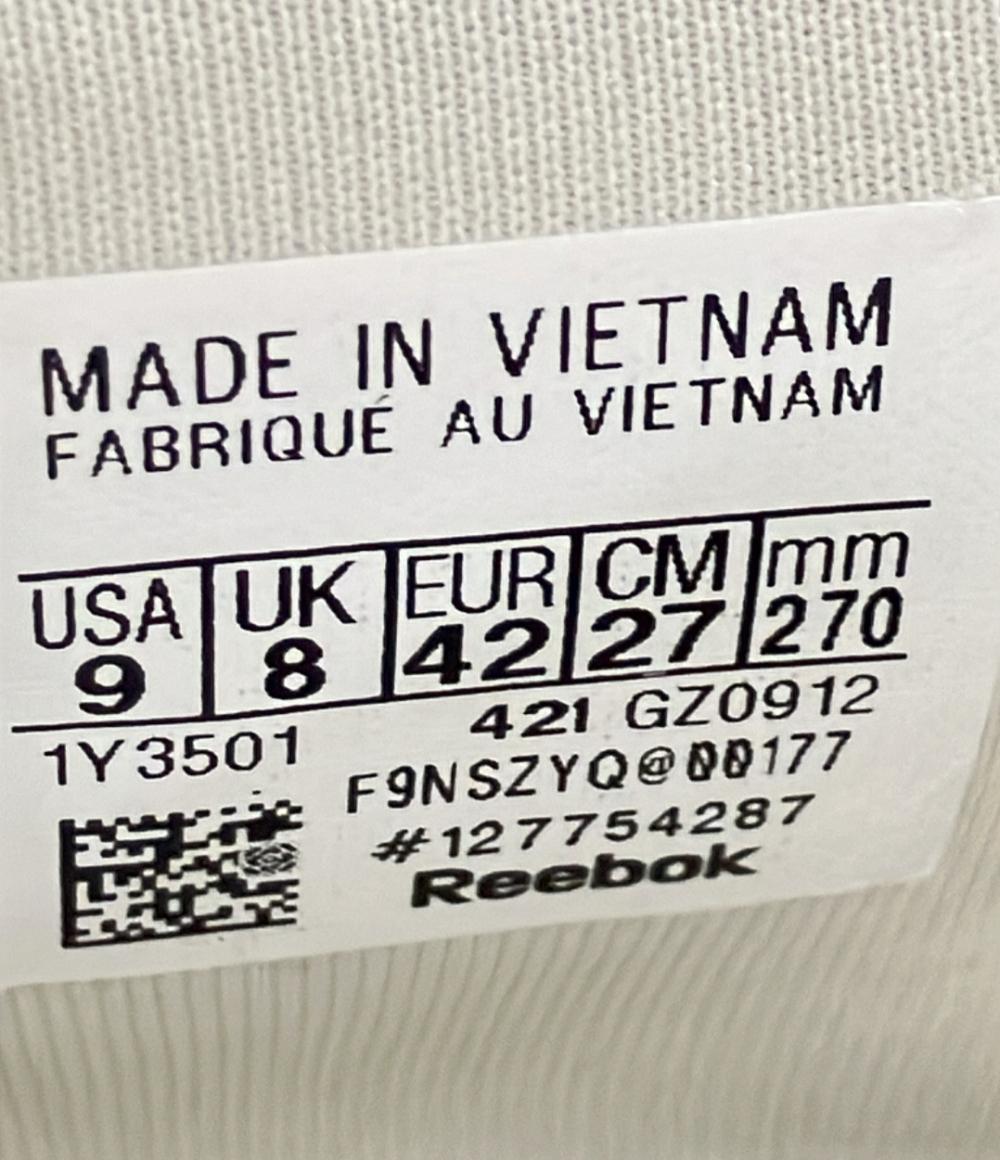 MADE IN VIETNAM
FABRIQUÉ AU VIETNAM
USA UK EUR CM mm
9 8 42 27 270
1Y3501 421 GZ0912
F9NSZYQ@00177
#127754287
Reebok